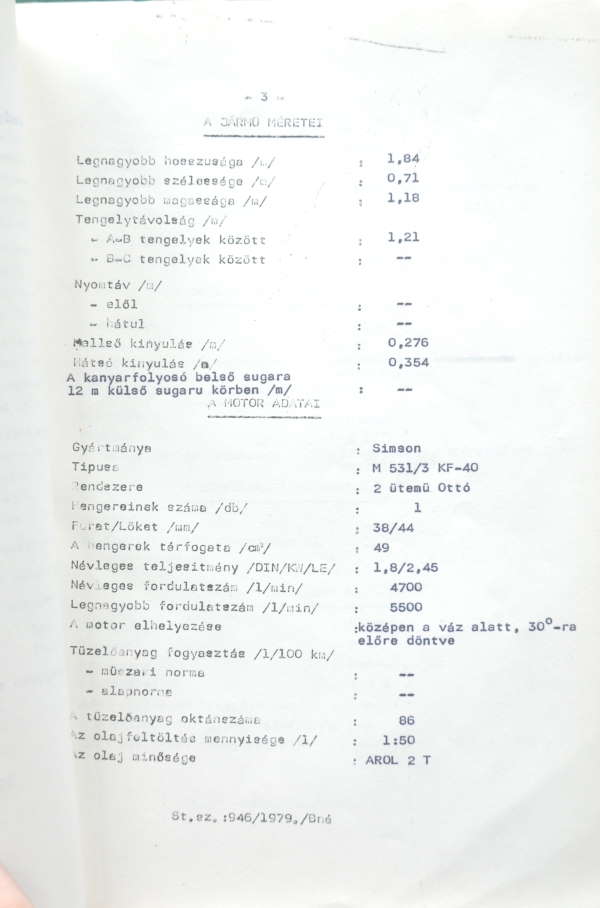 - 3 -
A JÁRMŰ MÉRETEI
Legnagyobb hosszusága /m/ : 1,84
Legnagyobb szélessége /m/ : 0,71
Legnagyobb magassága /m/ : 1,18
Tengelytávolság /m/
- A-B tengelyek között : 1,21
- B-C tengelyek között : --
Nyomtáv /m/
- elől : --
- hátul : --
Mellső kinyulás /m/ : 0,276
Hátsó kinyulás /m/ : 0,354
A kanyarfolyosó belső sugara
12 m külső sugaru körben /m/ : --
A MOTOR ADATAI
Gyártmánya : Simson
Tipusa : M 531/3 KF-40
Rendszere : 2 ütemü Ottó
Hengereinek száma /db/ : 1
Furat/Löket /mm/ : 38/44
A hengerek térfogata /cm³/ : 49
Névleges teljesitmény /DIN/KW/LE/ : 1,8/2,45
Névleges fordulatszám /1/min/ : 4700
Legnagyobb fordulatszám /1/min/ : 5500
A motor elhelyezése :középen a váz alatt, 30°-ra
előre döntve
Tüzelőanyag fogyasztás /l/100 km/
- müszaki norma : --
- alapnorma : --
A tüzelőanyag oktánszáma : 86
Az olajfeltöltés mennyisége /l/ : 1:50
Az olaj minősége : AROL 2 T
St.sz. :946/1979./Bné